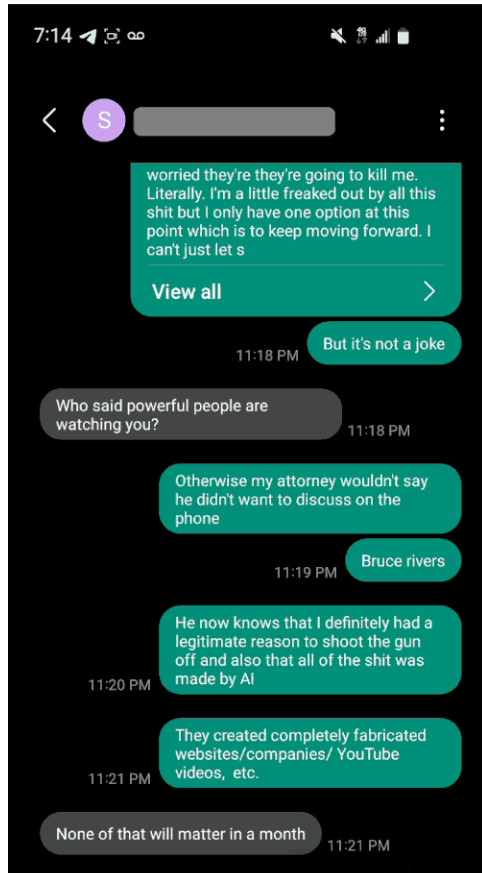 7:14
S
worried they're they're going to kill me.
Literally. I'm a little freaked out by all this
shit but I only have one option at this
point which is to keep moving forward. I
can't just let s
View all
But it's not a joke
11:18 PM
Who said powerful people are
watching you?
11:18 PM
Otherwise my attorney wouldn't say
he didn't want to discuss on the
phone
Bruce rivers
11:19 PM
He now knows that I definitely had a
legitimate reason to shoot the gun
off and also that all of the shit was
made by AI
11:20 PM
They created completely fabricated
websites/companies/ YouTube
videos, etc.
11:21 PM
None of that will matter in a month
11:21 PM